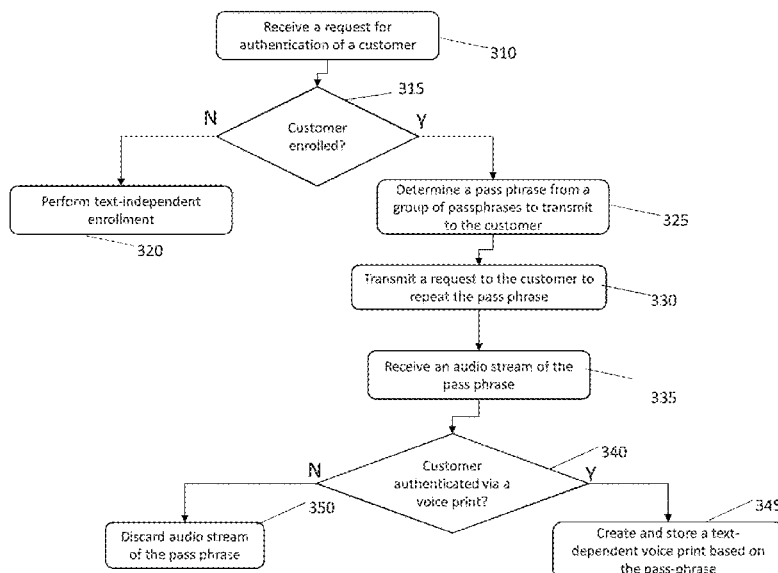 Receive a request for
authentication of a customer
310
315
N
Customer
enrolled?
Y
Perform text-independent
enrollment
320
Determine a pass phrase from a
group of passphrases to transmit
to the customer
325
Transmit a request to the customer to
repeat the pass phrase
330
Receive an audio stream of the
pass phrase
335
340
N
Customer
authenticated via a
voice print?
Y
350
345
Discard audio stream
of the pass phrase
Create and store a text-
dependent voice print based on
the pass-phrase